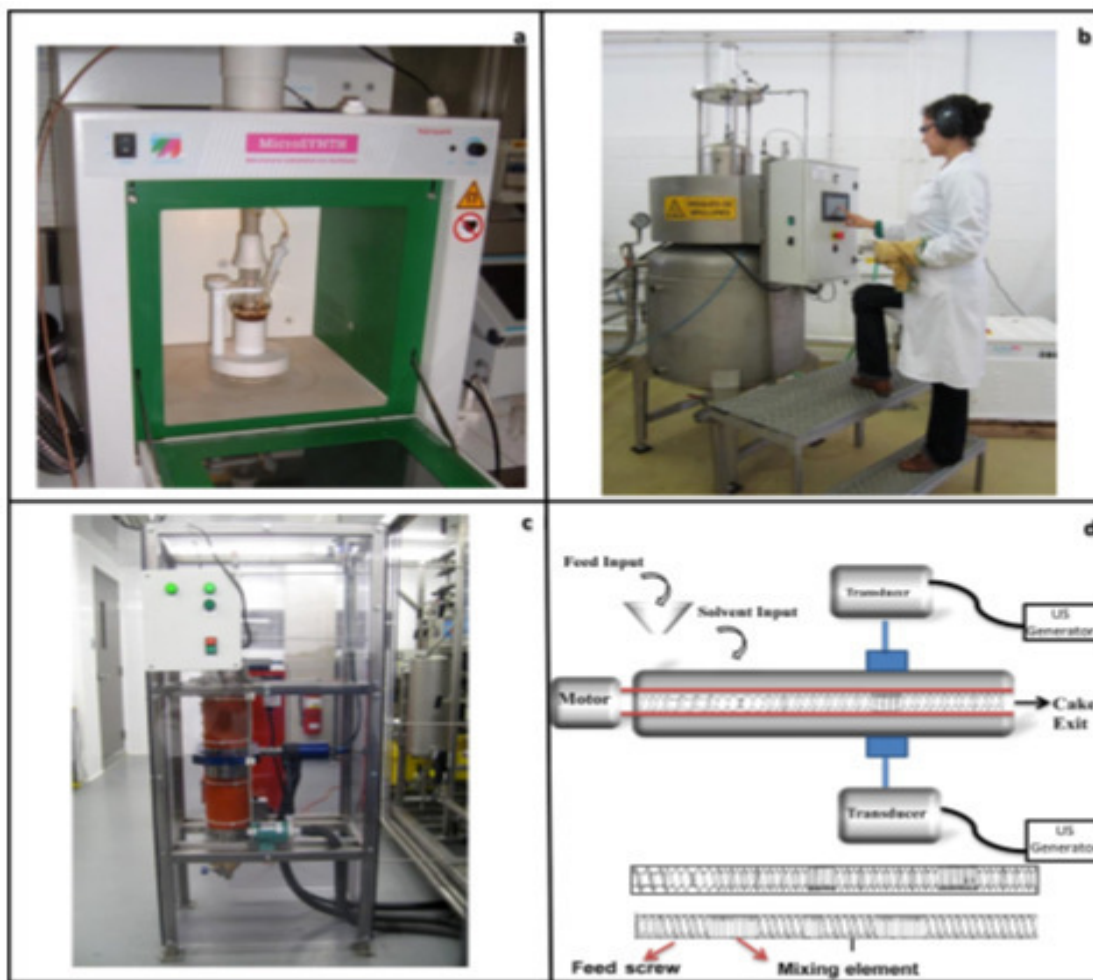 a
MicroSYNTH
b
c
d
Feed Input
Solvent Input
Transducer
US
Generator
Motor
Cake
Exit
Transducer
US
Generator
Feed screw
Mixing element